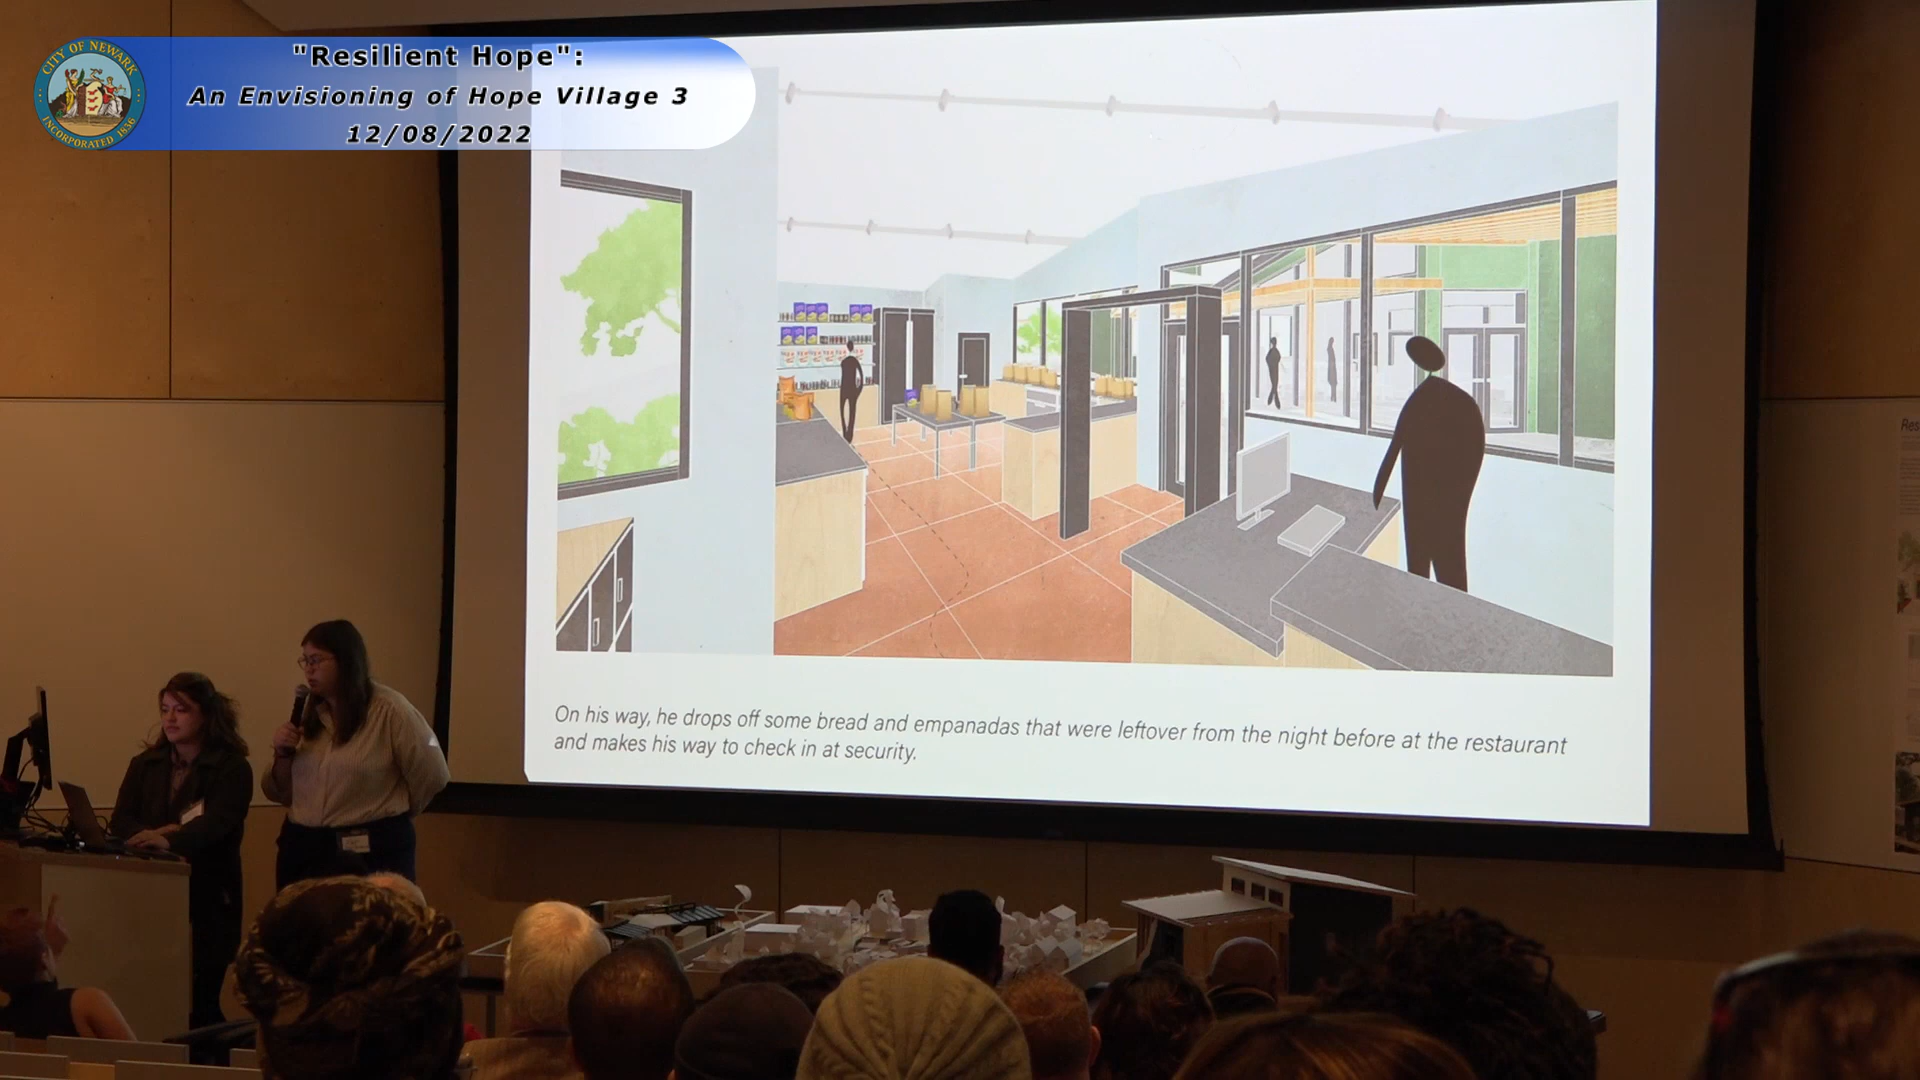 "Resilient Hope":
An Envisioning of Hope Village 3
12/08/2022
CITY OF NEWARK
INCORPORATED 1836
On his way, he drops off some bread and empanadas that were leftover from the night before at the restaurant
and makes his way to check in at security.
Res